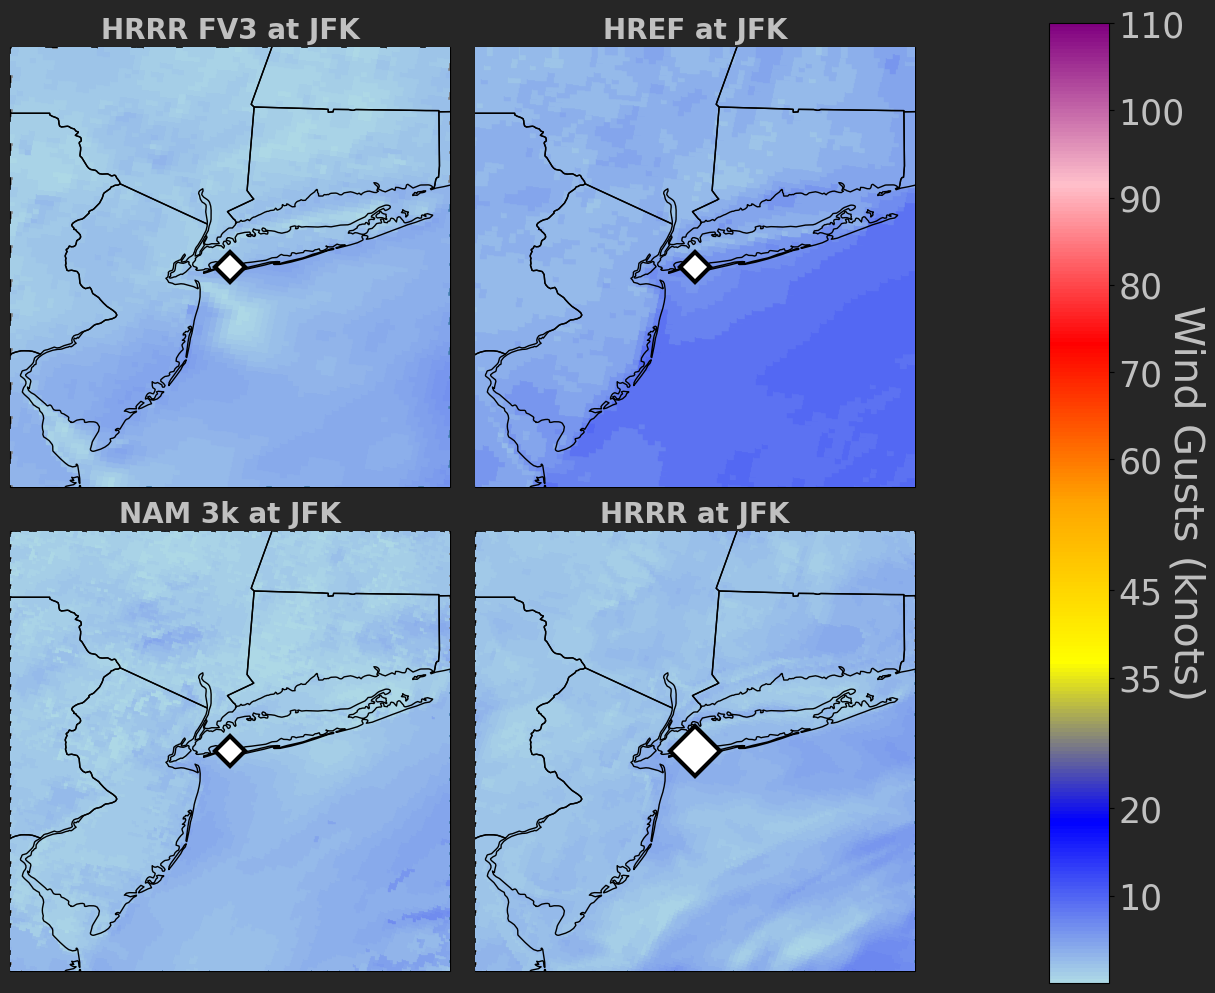 HRRR FV3 at JFK
HREF at JFK
NAM 3k at JFK
HRRR at JFK
110
100
90
80
70
60
45
35
20
10
Wind Gusts (knots)